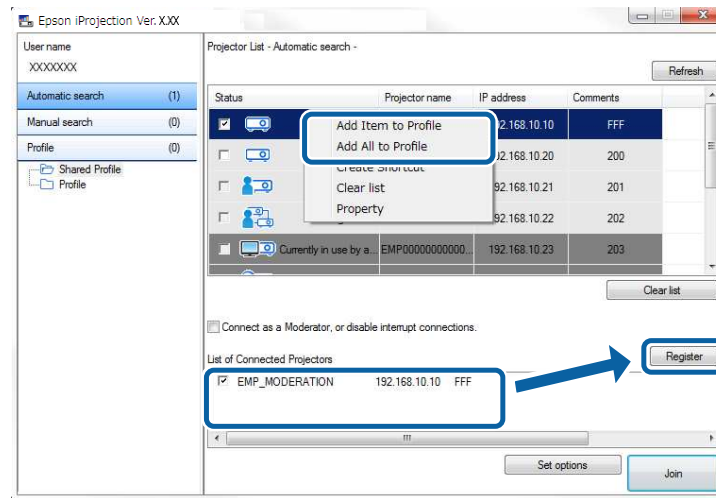 Epson iProjection Ver. X.XX
User name
XXXXXXX
Automatic search (1)
Manual search (0)
Profile (0)
Shared Profile
Profile
Projector List - Automatic search -
Refresh
Status Projector name IP address Comments
192.168.10.10 FFF
192.168.10.20 200
192.168.10.21 201
192.168.10.22 202
Currently in use by a... EMP00000000000... 192.168.10.23 203
Add Item to Profile
Add All to Profile
Create Shortcut
Clear list
Property
Clear list
Connect as a Moderator, or disable interrupt connections.
List of Connected Projectors
Register
EMP_MODERATION 192.168.10.10 FFF
Set options
Join